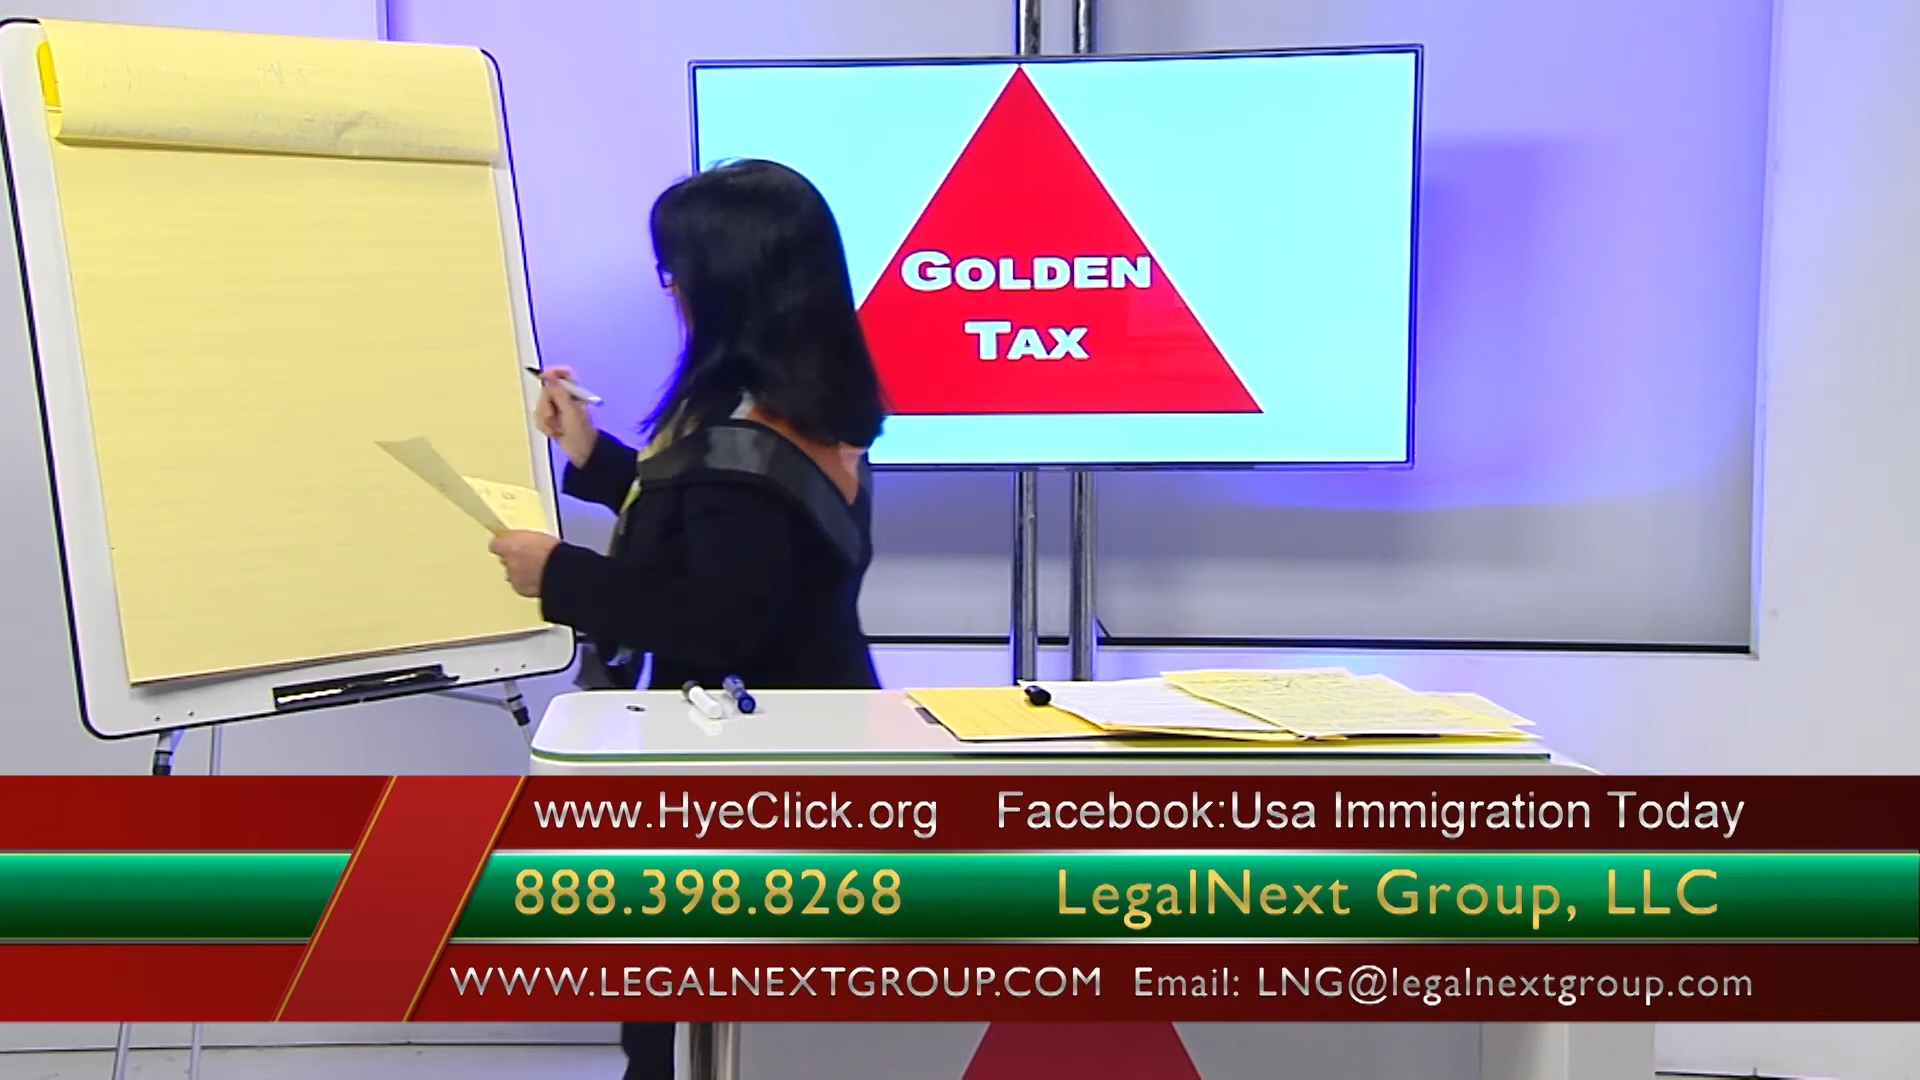 GOLDEN
TAX
www.HyeClick.org Facebook:Usa Immigration Today
888.398.8268 LegalNext Group, LLC
WWW.LEGALNEXTGROUP.COM Email: LNG@legalnextgroup.com